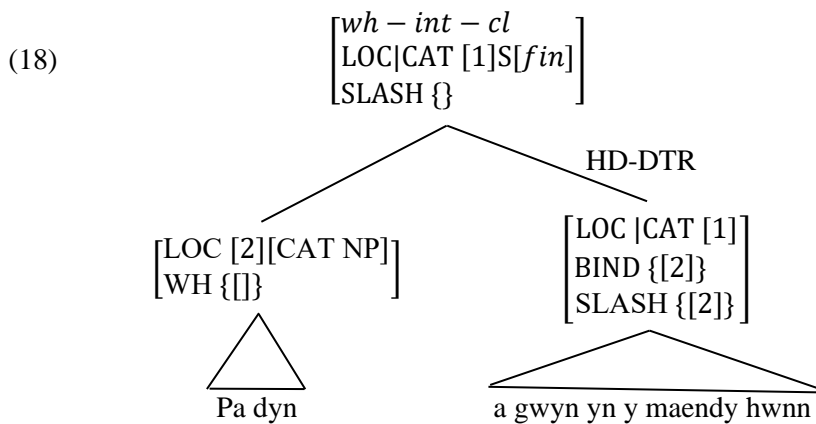 (18)
wh – int – cl
LOC|CAT [1]S[fin]
SLASH {}
HD-DTR
LOC [2][CAT NP]
WH {[]}
LOC |CAT [1]
BIND {[2]}
SLASH {[2]}
Pa dyn
a gwyn yn y maendy hwnn